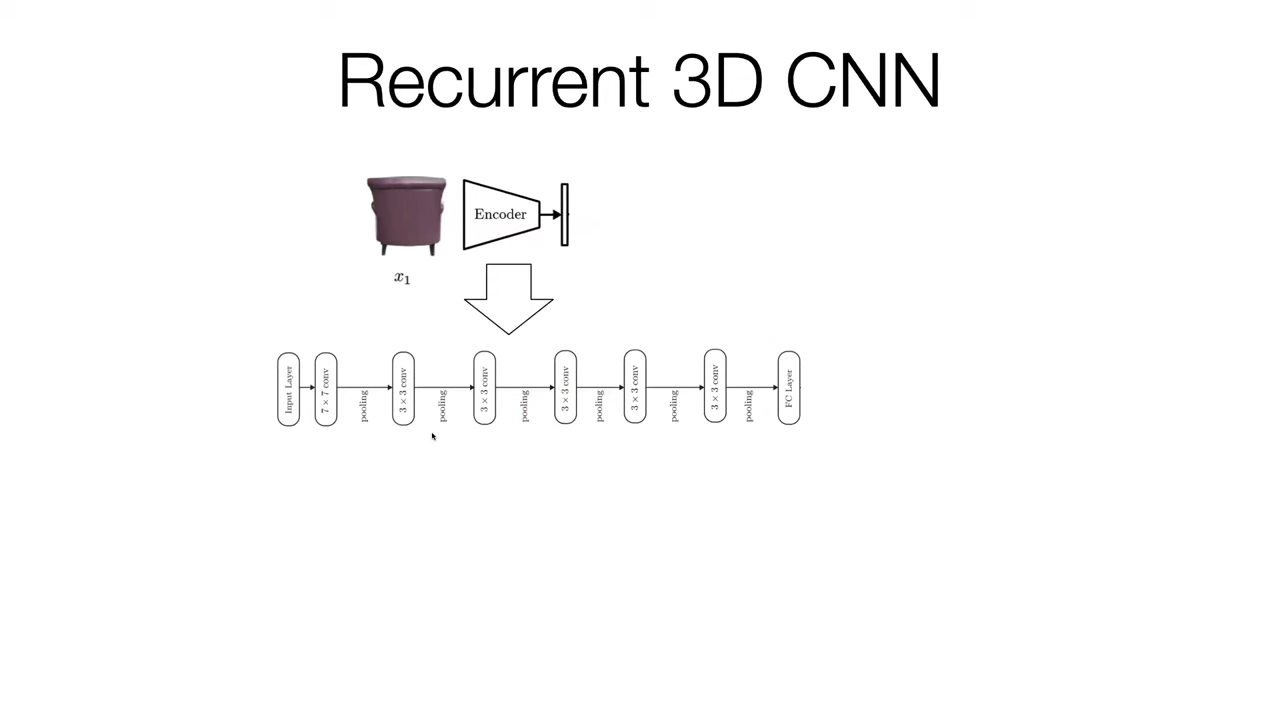 Recurrent 3D CNN
Encoder
x₁
Input Layer
7 × 7 conv
pooling
3 × 3 conv
pooling
3 × 3 conv
pooling
3 × 3 conv
pooling
3 × 3 conv
pooling
3 × 3 conv
pooling
FC Layer